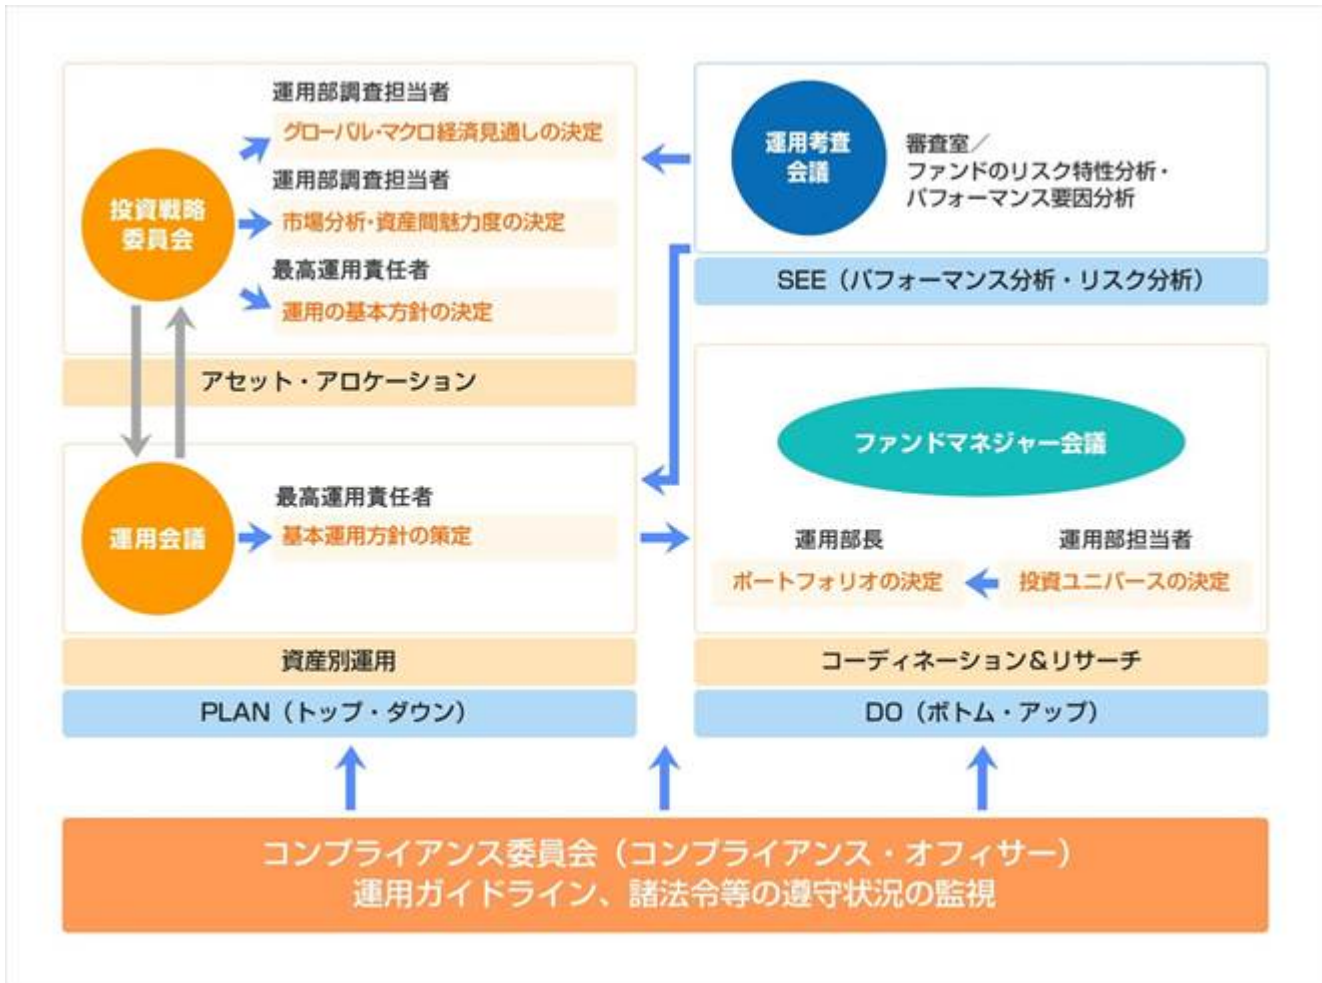 運用部調査担当者
グローバル・マクロ経済見通しの決定
投資戦略
委員会
運用部調査担当者
市場分析・資産間魅力度の決定
最高運用責任者
運用の基本方針の決定
アセット・アロケーション
運用考査
会議
審査室／
ファンドのリスク特性分析・
パフォーマンス要因分析
SEE（パフォーマンス分析・リスク分析）
運用会議
最高運用責任者
基本運用方針の策定
資産別運用
PLAN（トップ・ダウン）
ファンドマネジャー会議
運用部長
ポートフォリオの決定
運用部担当者
投資ユニバースの決定
コーディネーション＆リサーチ
DO（ボトム・アップ）
コンプライアンス委員会（コンプライアンス・オフィサー）
運用ガイドライン、諸法令等の遵守状況の監視